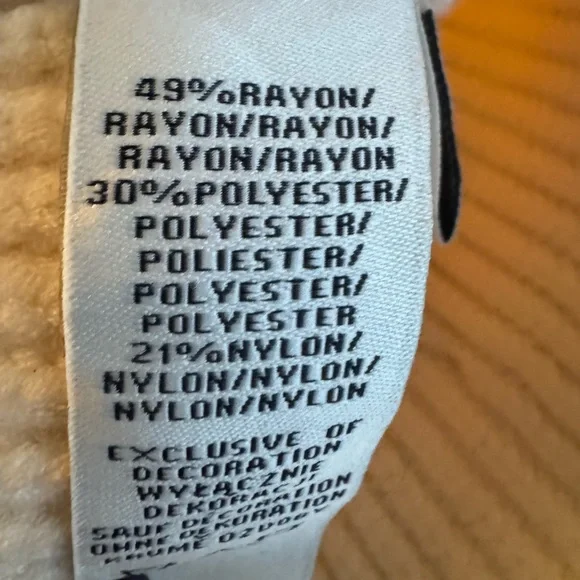 49%RAYON/
RAYON/RAYON/
RAYON/RAYON
30%POLYESTER/
POLYESTER/
POLIESTER/
POLYESTER/
POLYESTER
21%NYLON/
NYLON/NYLON/
NYLON/NYLON
EXCLUSIVE OF
DECORATION
WYŁĄCZNIE
DEKORACJI
SAUF DECORATION
OHNE DEKORATION